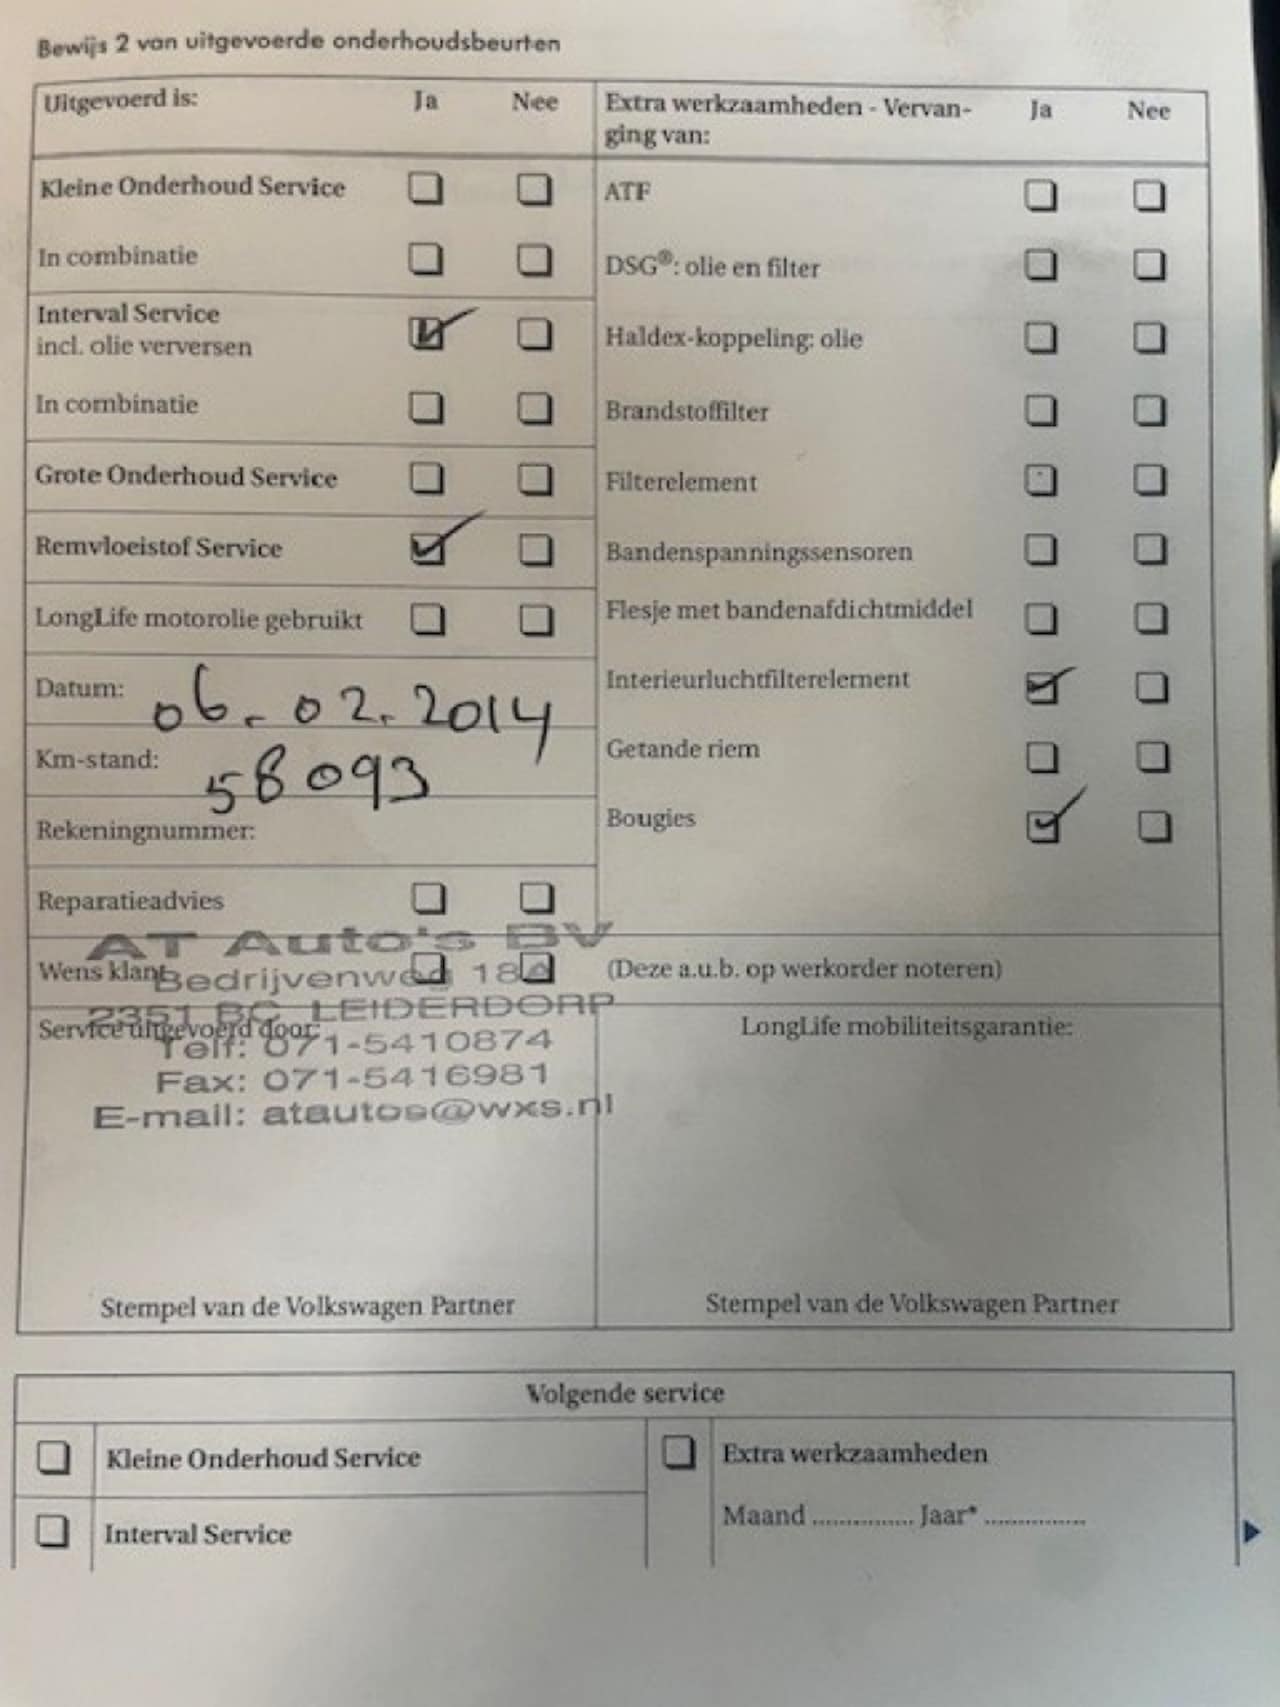 Bewijs 2 van uitgevoerde onderhoudsbeurten
Uitgevoerd is: Ja Nee
Kleine Onderhoud Service
In combinatie
Interval Service
incl. olie verversen
In combinatie
Grote Onderhoud Service
Remvloeistof Service
LongLife motorolie gebruikt
Datum: 06.02.2014
Km-stand: 58093
Rekeningnummer:
Reparatieadvies
Extra werkzaamheden - Vervan-
ging van: Ja Nee
ATF
DSG®: olie en filter
Haldex-koppeling: olie
Brandstoffilter
Filterelement
Bandenspanningssensoren
Flesje met bandenafdichtmiddel
Interieurluchtfilterelement
Getande riem
Bougies
AT Auto's BV
Wens klant (Deze a.u.b. op werkorder noteren)
Bedrijvenweg
2351 BC LEIDERDORP
Service uitgevoerd door:
Telf: 071-5410874
Fax: 071-5416981
E-mail: atautos@wxs.nl
Stempel van de Volkswagen Partner
LongLife mobiliteitsgarantie:
Stempel van de Volkswagen Partner
Volgende service
Kleine Onderhoud Service
Interval Service
Extra werkzaamheden
Maand ............... Jaar* ...............